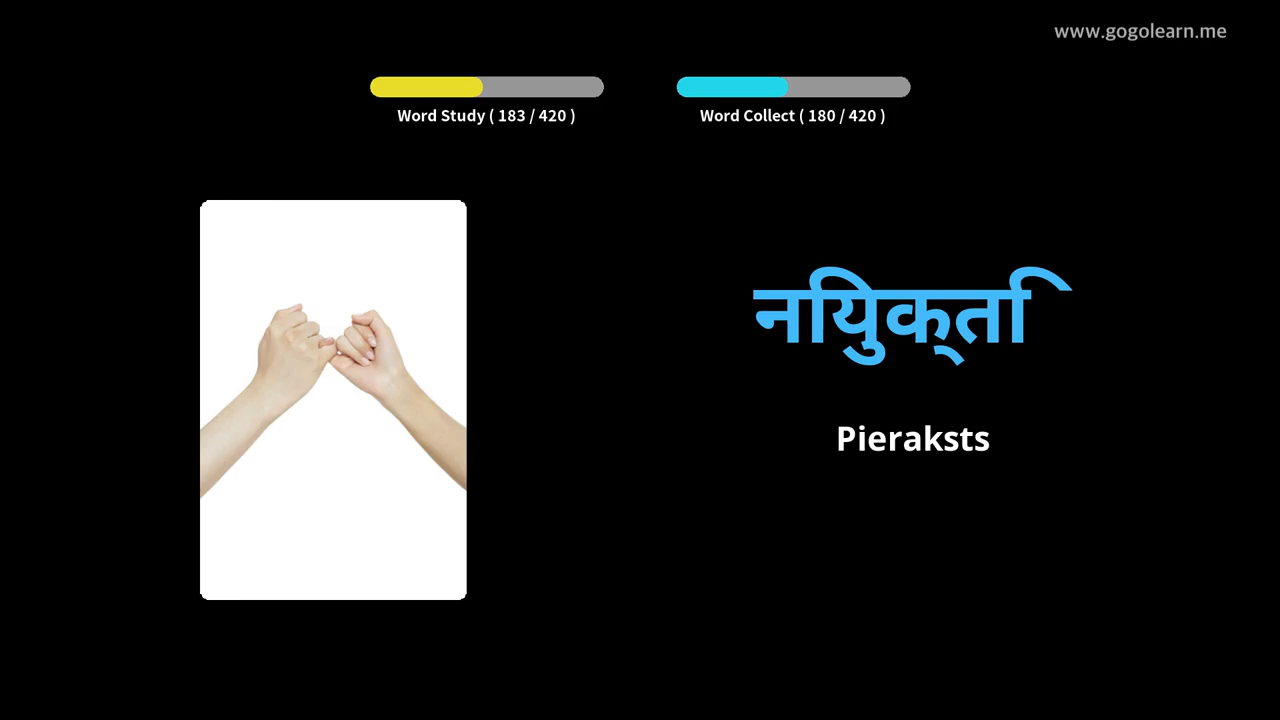 www.gogolearn.me
Word Study ( 183 / 420 )
Word Collect ( 180 / 420 )
नियुक्ति
Pieraksts